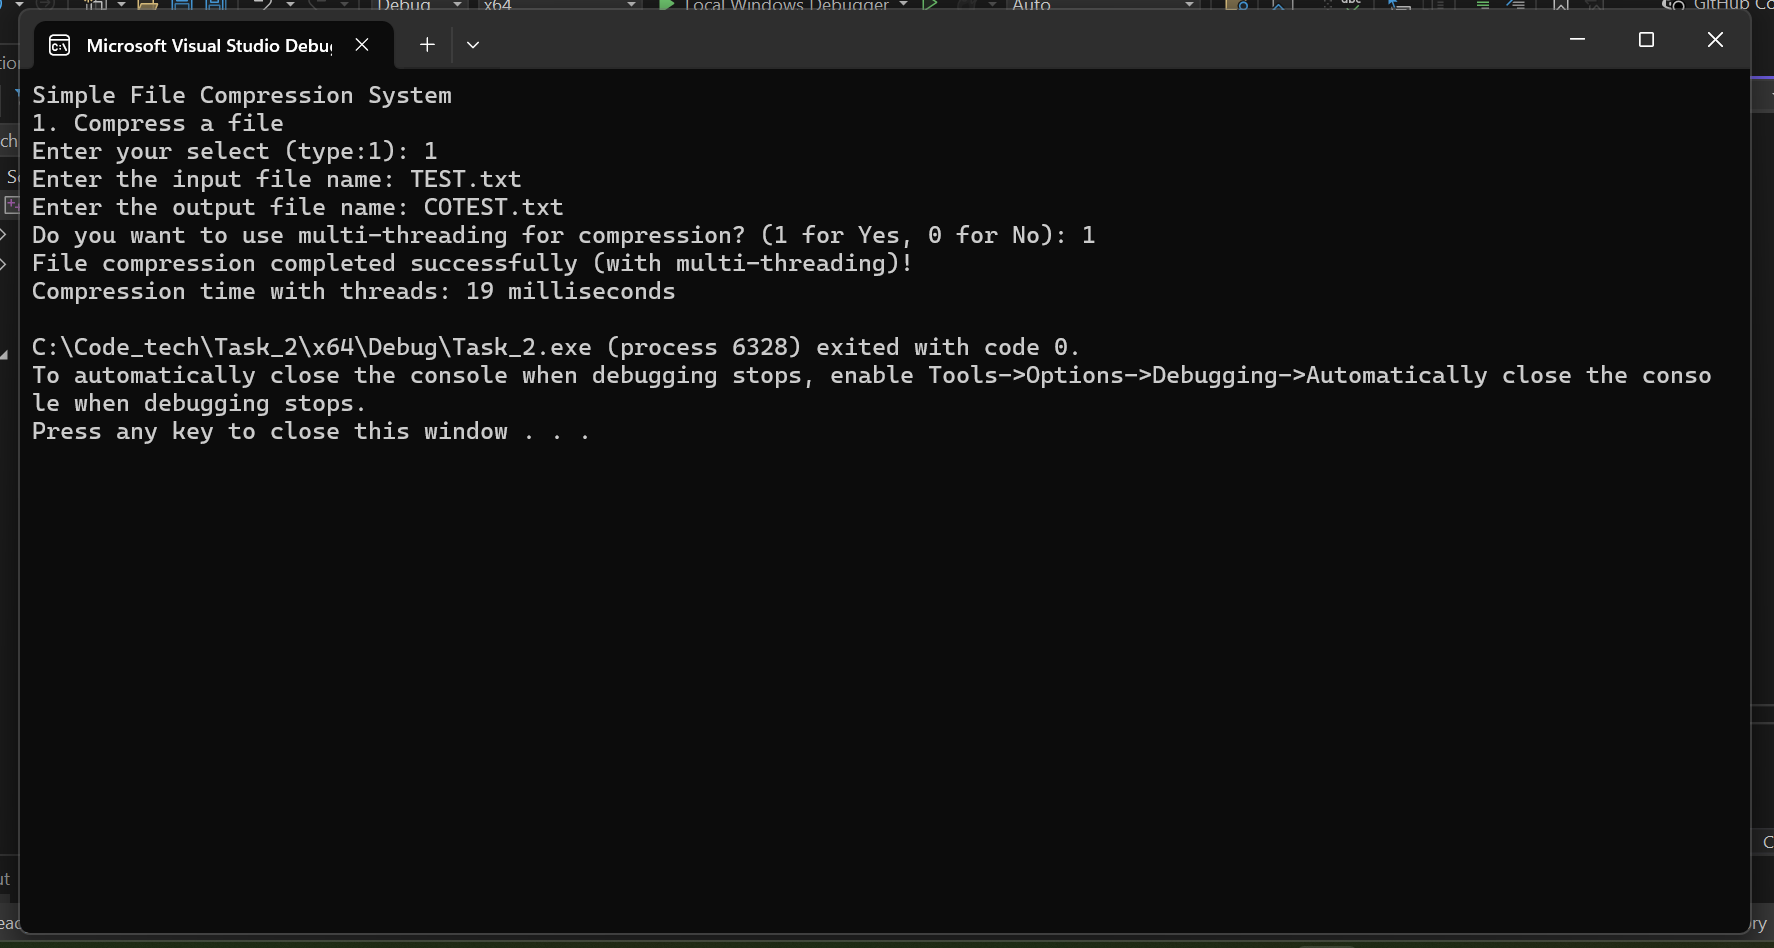 Debug x64 Local Windows Debugger Auto
Microsoft Visual Studio Debu
Simple File Compression System
1. Compress a file
Enter your select (type:1): 1
Enter the input file name: TEST.txt
Enter the output file name: COTEST.txt
Do you want to use multi-threading for compression? (1 for Yes, 0 for No): 1
File compression completed successfully (with multi-threading)!
Compression time with threads: 19 milliseconds
C:\Code_tech\Task_2\x64\Debug\Task_2.exe (process 6328) exited with code 0.
To automatically close the console when debugging stops, enable Tools->Options->Debugging->Automatically close the conso
le when debugging stops.
Press any key to close this window . . .